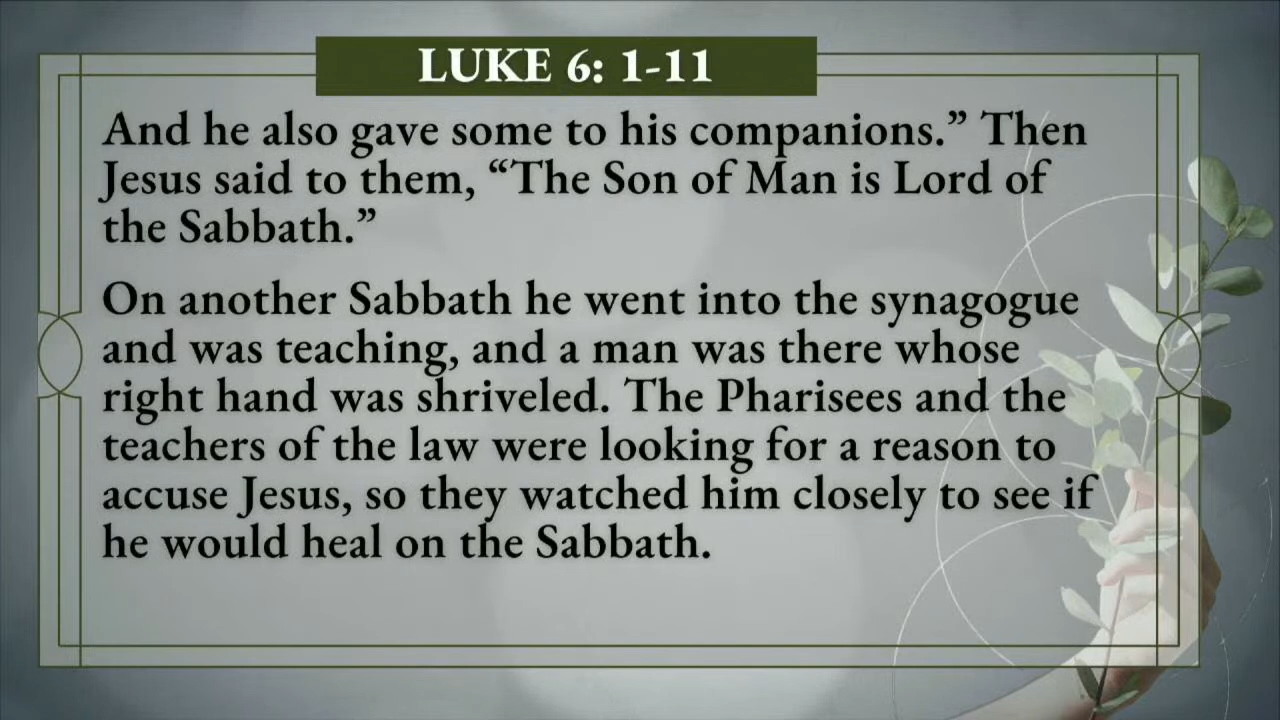 LUKE 6: 1-11
And he also gave some to his companions.” Then
Jesus said to them, “The Son of Man is Lord of
the Sabbath.”
On another Sabbath he went into the synagogue
and was teaching, and a man was there whose
right hand was shriveled. The Pharisees and the
teachers of the law were looking for a reason to
accuse Jesus, so they watched him closely to see if
he would heal on the Sabbath.